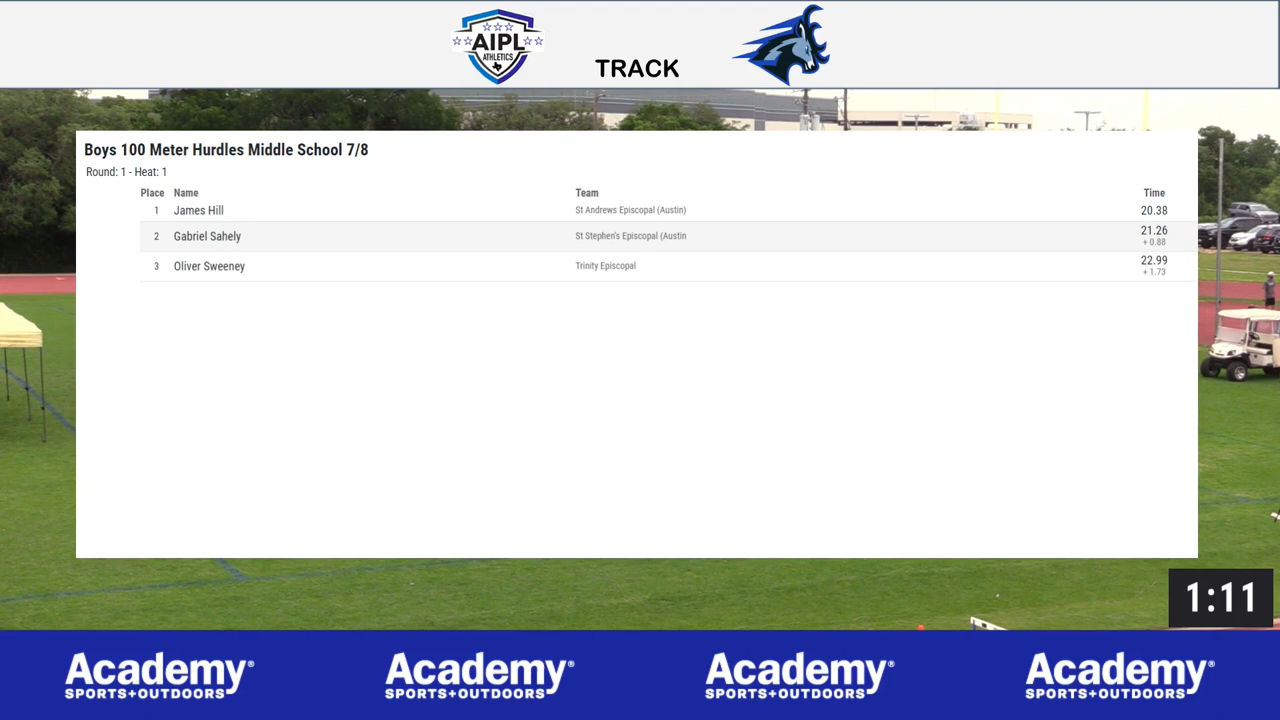 AIPL
ATHLETICS
TRACK
Boys 100 Meter Hurdles Middle School 7/8
Round: 1 - Heat: 1
Place Name Team Time
1 James Hill St Andrews Episcopal (Austin) 20.38
2 Gabriel Sahely St Stephen's Episcopal (Austin 21.26
+ 0.88
3 Oliver Sweeney Trinity Episcopal 22.99
+ 1.73
1:11
Academy Academy Academy Academy
SPORTS+OUTDOORS SPORTS+OUTDOORS SPORTS+OUTDOORS SPORTS+OUTDOORS